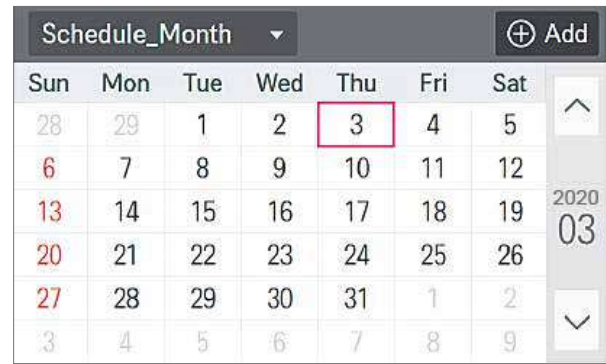 Schedule_Month Add
Sun Mon Tue Wed Thu Fri Sat
28 29 1 2 3 4 5
6 7 8 9 10 11 12
13 14 15 16 17 18 19
2020
03
20 21 22 23 24 25 26
27 28 29 30 31 1 2
3 4 5 6 7 8 9